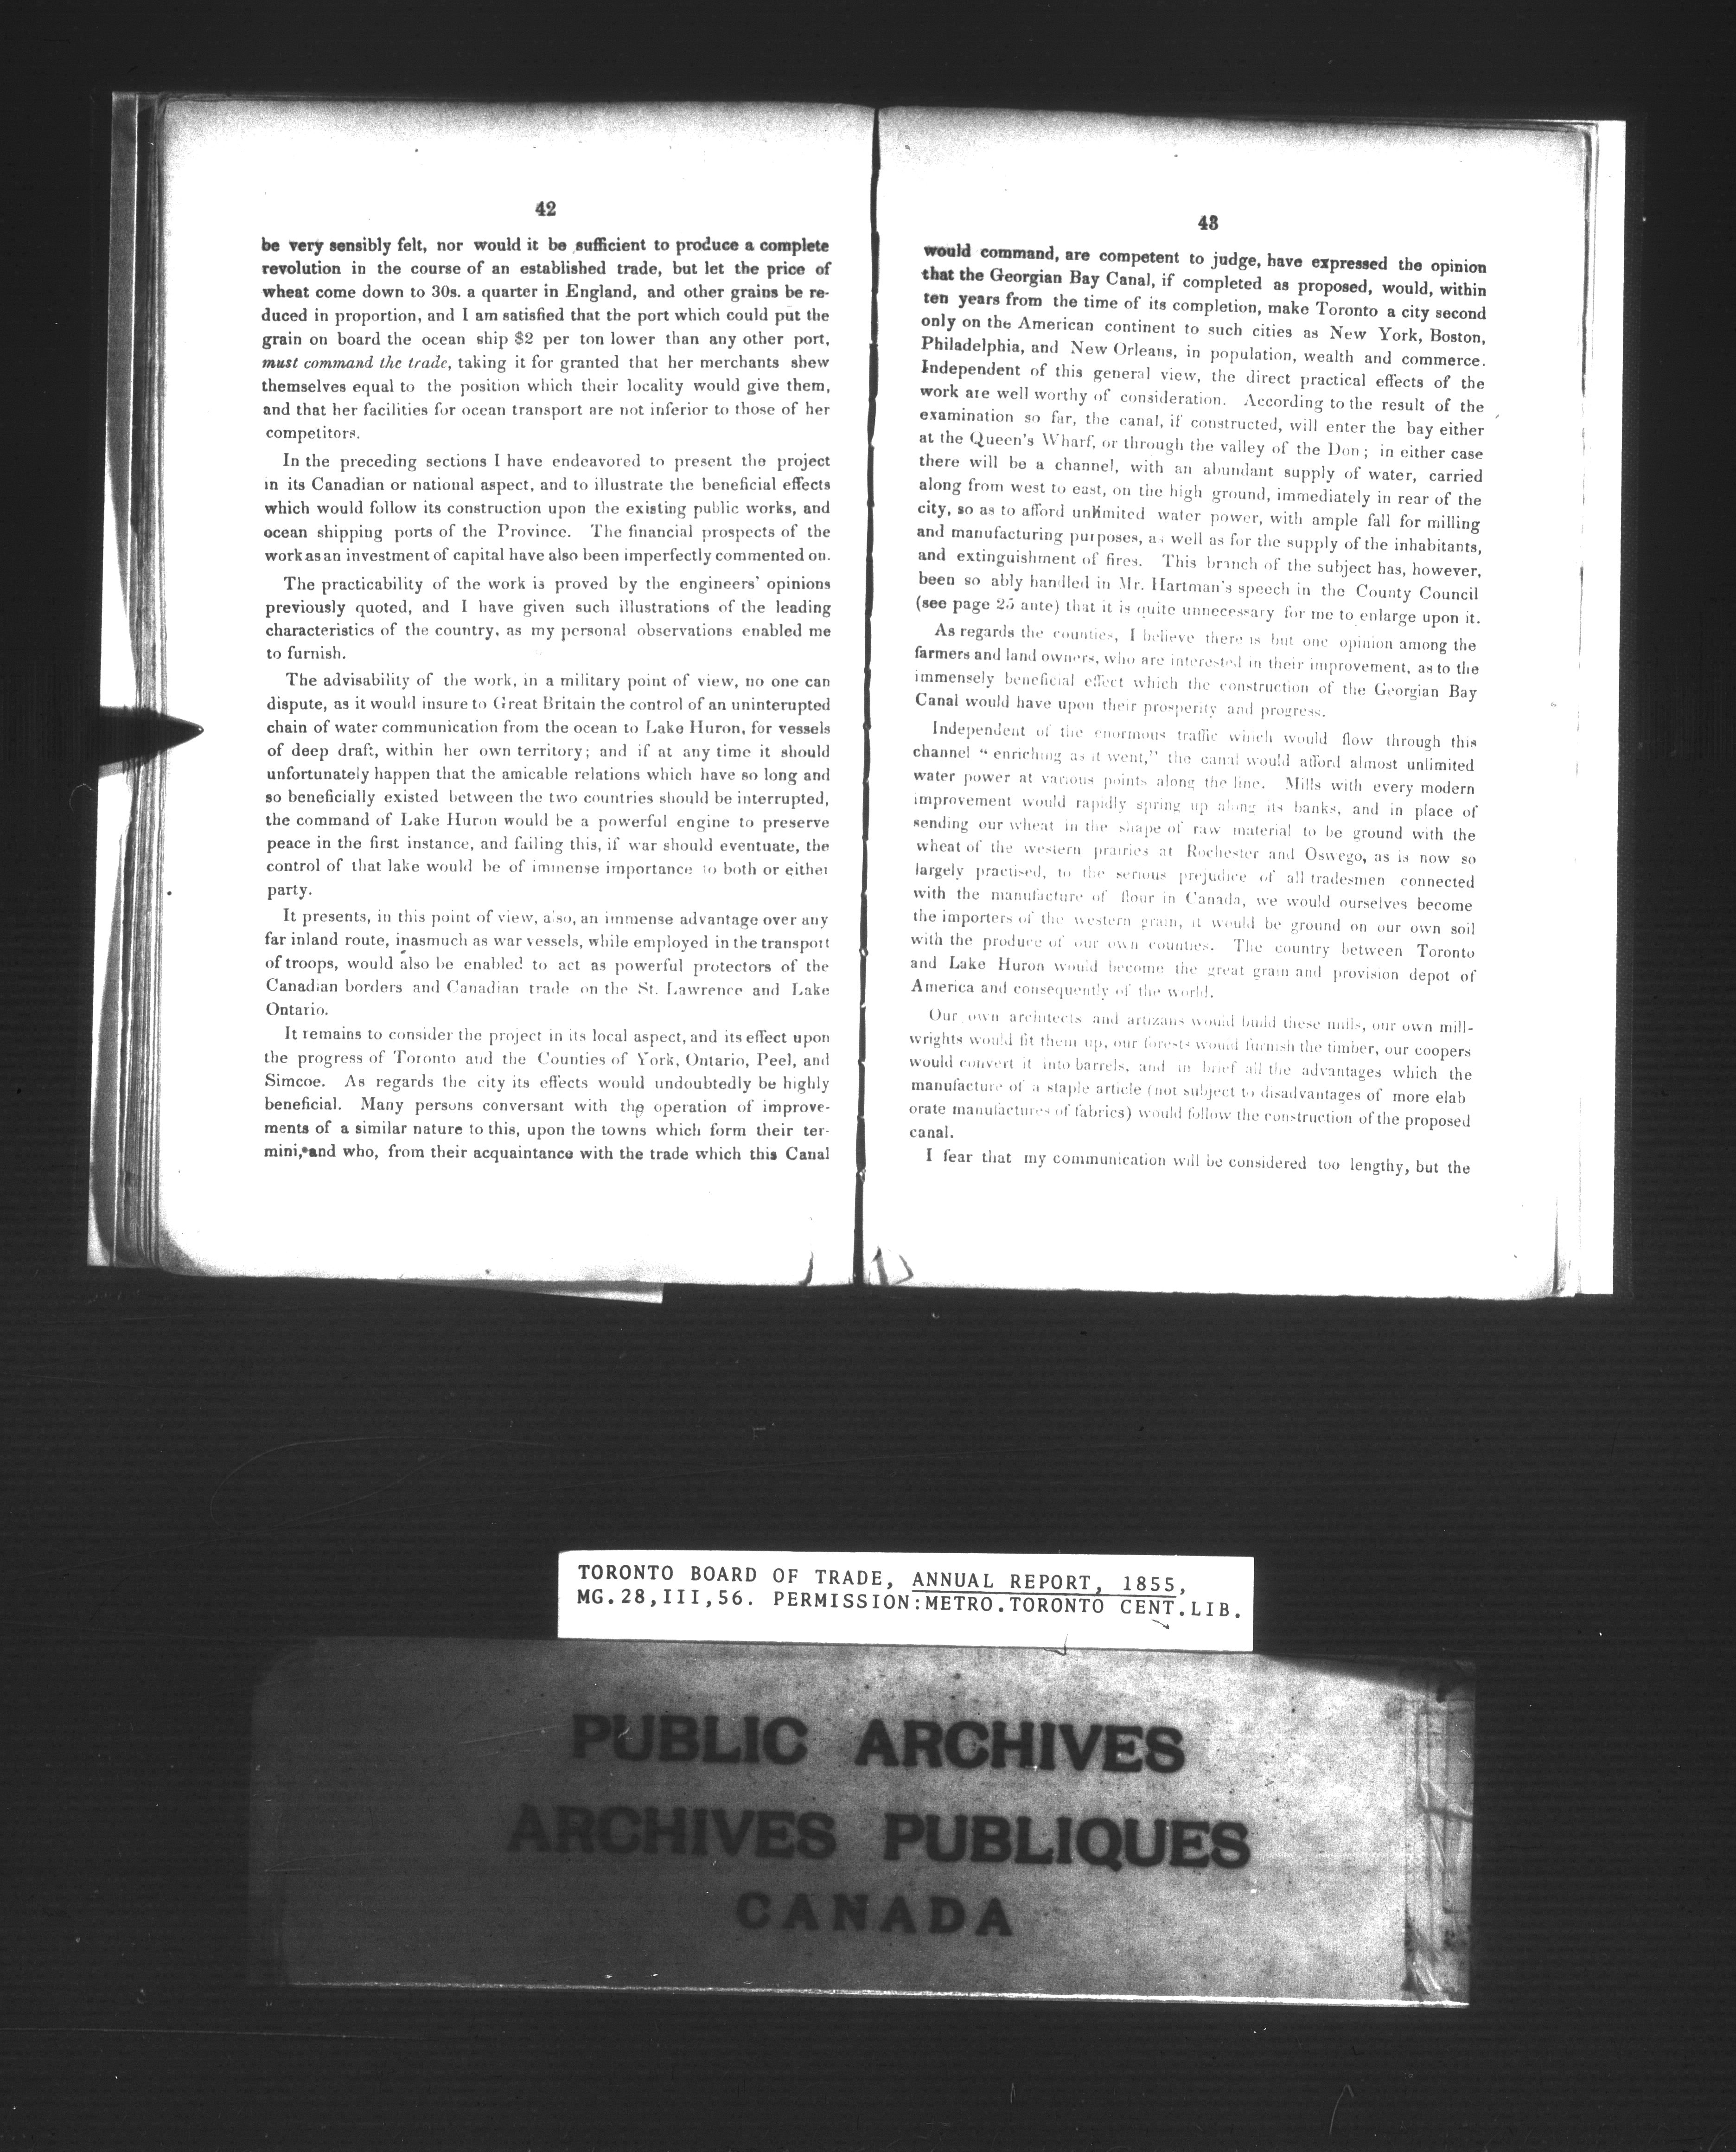 42
be very sensibly felt, nor would it be sufficient to produce a complete
revolution in the course of an established trade, but let the price of
wheat come down to 30s. a quarter in England, and other grains be re-
duced in proportion, and I am satisfied that the port which could put the
grain on board the ocean ship $2 per ton lower than any other port,
must command the trade, taking it for granted that her merchants shew
themselves equal to the position which their locality would give them,
and that her facilities for ocean transport are not inferior to those of her
competitors.
In the preceding sections I have endeavored to present the project
in its Canadian or national aspect, and to illustrate the beneficial effects
which would follow its construction upon the existing public works, and
ocean shipping ports of the Province. The financial prospects of the
work as an investment of capital have also been imperfectly commented on.
The practicability of the work is proved by the engineers' opinions
previously quoted, and I have given such illustrations of the leading
characteristics of the country, as my personal observations enabled me
to furnish.
The advisability of the work, in a military point of view, no one can
dispute, as it would insure to Great Britain the control of an uninterupted
chain of water communication from the ocean to Lake Huron, for vessels
of deep draft, within her own territory; and if at any time it should
unfortunately happen that the amicable relations which have so long and
so beneficially existed between the two countries should be interrupted,
the command of Lake Huron would be a powerful engine to preserve
peace in the first instance, and failing this, if war should eventuate, the
control of that lake would be of immense importance to both or either
party.
It presents, in this point of view, also, an immense advantage over any
far inland route, inasmuch as war vessels, while employed in the transport
of troops, would also be enabled to act as powerful protectors of the
Canadian borders and Canadian trade on the St. Lawrence and Lake
Ontario.
It remains to consider the project in its local aspect, and its effect upon
the progress of Toronto and the Counties of York, Ontario, Peel, and
Simcoe. As regards the city its effects would undoubtedly be highly
beneficial. Many persons conversant with the operation of improve-
ments of a similar nature to this, upon the towns which form their ter-
mini, and who, from their acquaintance with the trade which this Canal
43
would command, are competent to judge, have expressed the opinion
that the Georgian Bay Canal, if completed as proposed, would, within
ten years from the time of its completion, make Toronto a city second
only on the American continent to such cities as New York, Boston,
Philadelphia, and New Orleans, in population, wealth and commerce.
Independent of this general view, the direct practical effects of the
work are well worthy of consideration. According to the result of the
examination so far, the canal, if constructed, will enter the bay either
at the Queen's Wharf, or through the valley of the Don; in either case
there will be a channel, with an abundant supply of water, carried
along from west to east, on the high ground, immediately in rear of the
city, so as to afford unlimited water power, with ample fall for milling
and manufacturing purposes, as well as for the supply of the inhabitants,
and extinguishment of fires. This branch of the subject has, however,
been so ably handled in Mr. Hartman's speech in the County Council
(see page 25 ante) that it is quite unnecessary for me to enlarge upon it.
As regards the counties, I believe there is but one opinion among the
farmers and land owners, who are interested in their improvement, as to the
immensely beneficial effect which the construction of the Georgian Bay
Canal would have upon their prosperity and progress.
Independent of the enormous traffic which would flow through this
channel "enriching as it went," the canal would afford almost unlimited
water power at various points along the line. Mills with every modern
improvement would rapidly spring up along its banks, and in place of
sending our wheat in the shape of raw material to be ground with the
wheat of the western prairies at Rochester and Oswego, as is now so
largely practised, to the serious prejudice of all tradesmen connected
with the manufacture of flour in Canada, we would ourselves become
the importers of the western grain, it would be ground on our own soil
with the produce of our own counties. The country between Toronto
and Lake Huron would become the great grain and provision depot of
America and consequently of the world.
Our own architects and artizans would build these mills, our own mill-
wrights would fit them up, our forests would furnish the timber, our coopers
would convert it into barrels, and in brief all the advantages which the
manufacture of a staple article (not subject to disadvantages of more elab
orate manufactures of fabrics) would follow the construction of the proposed
canal.
I fear that my communication will be considered too lengthy, but the
TORONTO BOARD OF TRADE, ANNUAL REPORT, 1855,
MG.28,III,56. PERMISSION:METRO.TORONTO CENT.LIB.
PUBLIC ARCHIVES
ARCHIVES PUBLIQUES
CANADA